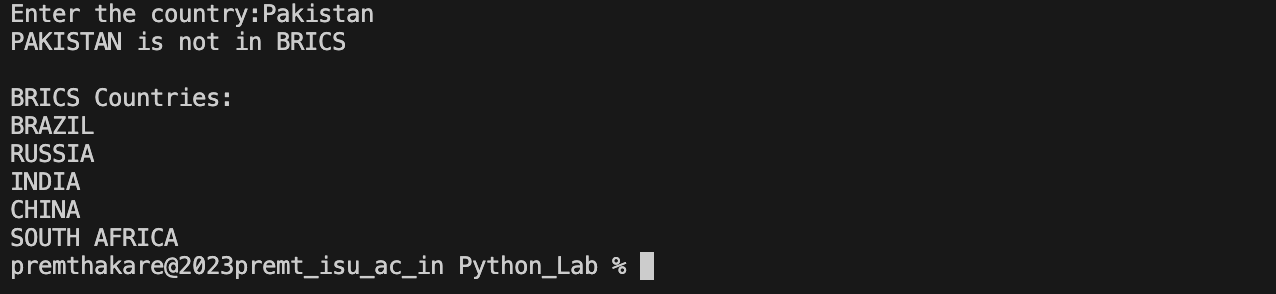 Enter the country:Pakistan
PAKISTAN is not in BRICS
BRICS Countries:
BRAZIL
RUSSIA
INDIA
CHINA
SOUTH AFRICA
premthakare@2023premt_isu_ac_in Python_Lab %